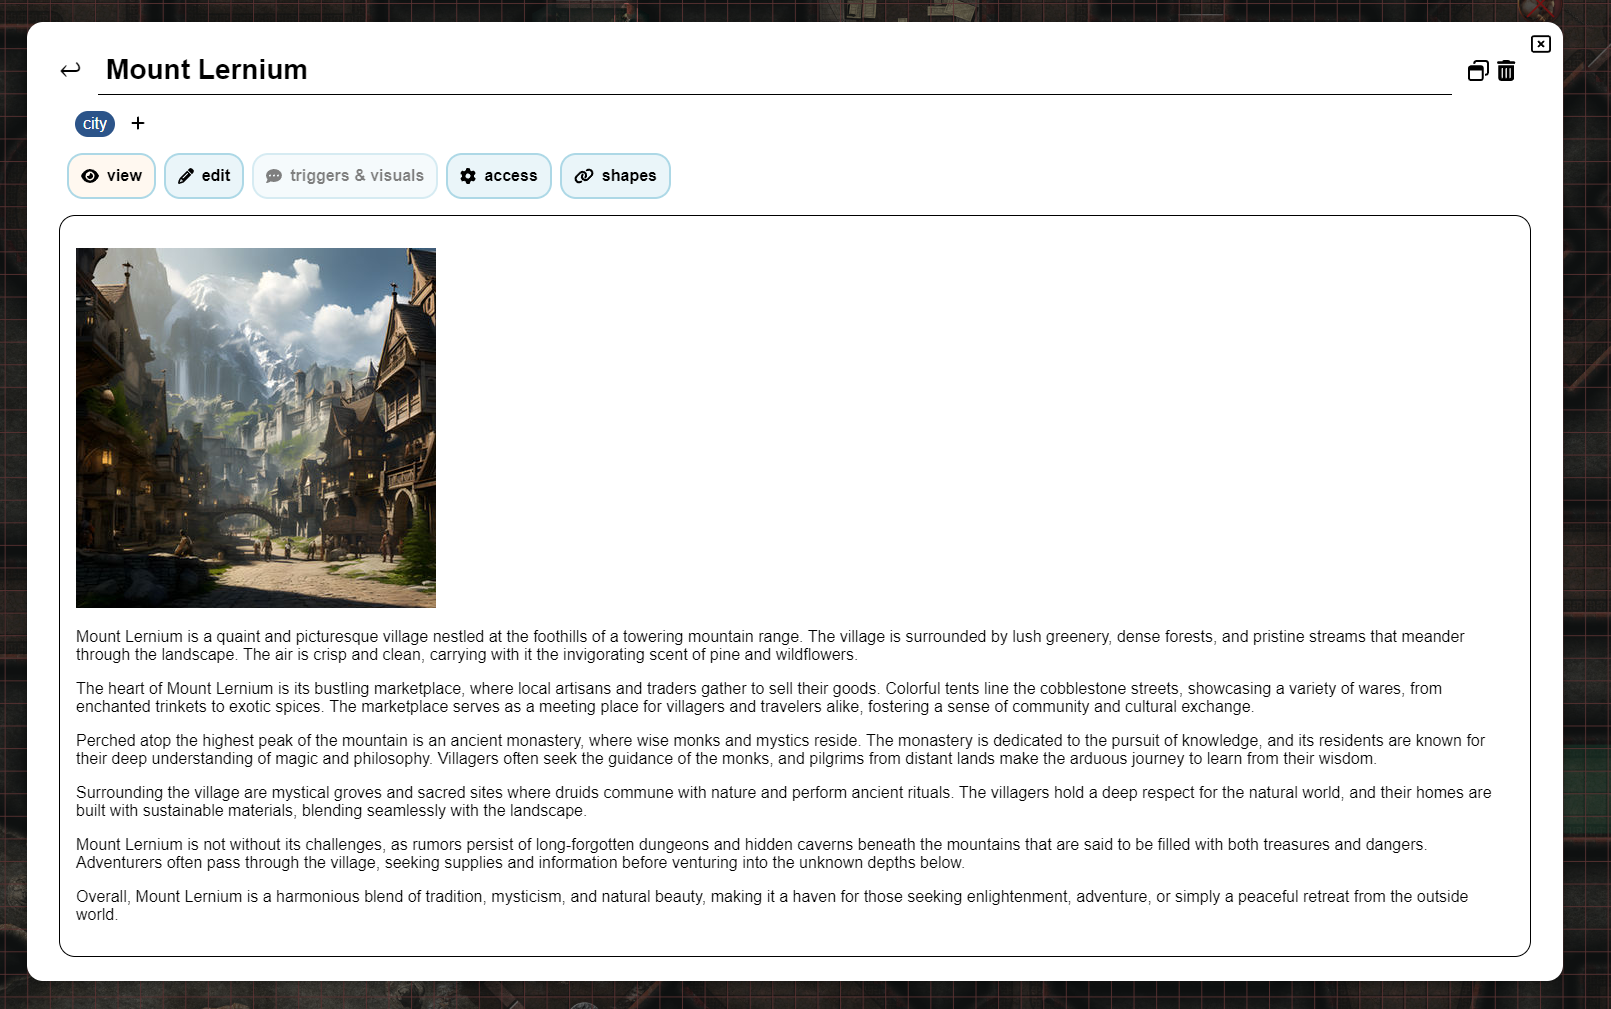 Mount Lernium
city
view edit triggers & visuals access shapes
Mount Lernium is a quaint and picturesque village nestled at the foothills of a towering mountain range. The village is surrounded by lush greenery, dense forests, and pristine streams that meander
through the landscape. The air is crisp and clean, carrying with it the invigorating scent of pine and wildflowers.
The heart of Mount Lernium is its bustling marketplace, where local artisans and traders gather to sell their goods. Colorful tents line the cobblestone streets, showcasing a variety of wares, from
enchanted trinkets to exotic spices. The marketplace serves as a meeting place for villagers and travelers alike, fostering a sense of community and cultural exchange.
Perched atop the highest peak of the mountain is an ancient monastery, where wise monks and mystics reside. The monastery is dedicated to the pursuit of knowledge, and its residents are known for
their deep understanding of magic and philosophy. Villagers often seek the guidance of the monks, and pilgrims from distant lands make the arduous journey to learn from their wisdom.
Surrounding the village are mystical groves and sacred sites where druids commune with nature and perform ancient rituals. The villagers hold a deep respect for the natural world, and their homes are
built with sustainable materials, blending seamlessly with the landscape.
Mount Lernium is not without its challenges, as rumors persist of long-forgotten dungeons and hidden caverns beneath the mountains that are said to be filled with both treasures and dangers.
Adventurers often pass through the village, seeking supplies and information before venturing into the unknown depths below.
Overall, Mount Lernium is a harmonious blend of tradition, mysticism, and natural beauty, making it a haven for those seeking enlightenment, adventure, or simply a peaceful retreat from the outside
world.